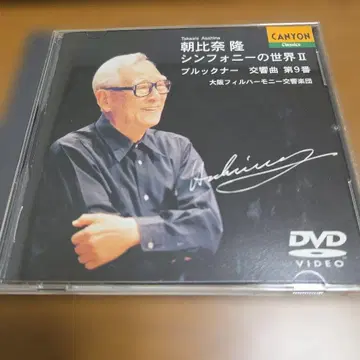 Takashi Asahina
朝比奈 隆
シンフォニーの世界Ⅱ
ブルックナー 交響曲 第9番
大阪フィルハーモニー交響楽団
CANYON
Classics
DVD
VIDEO